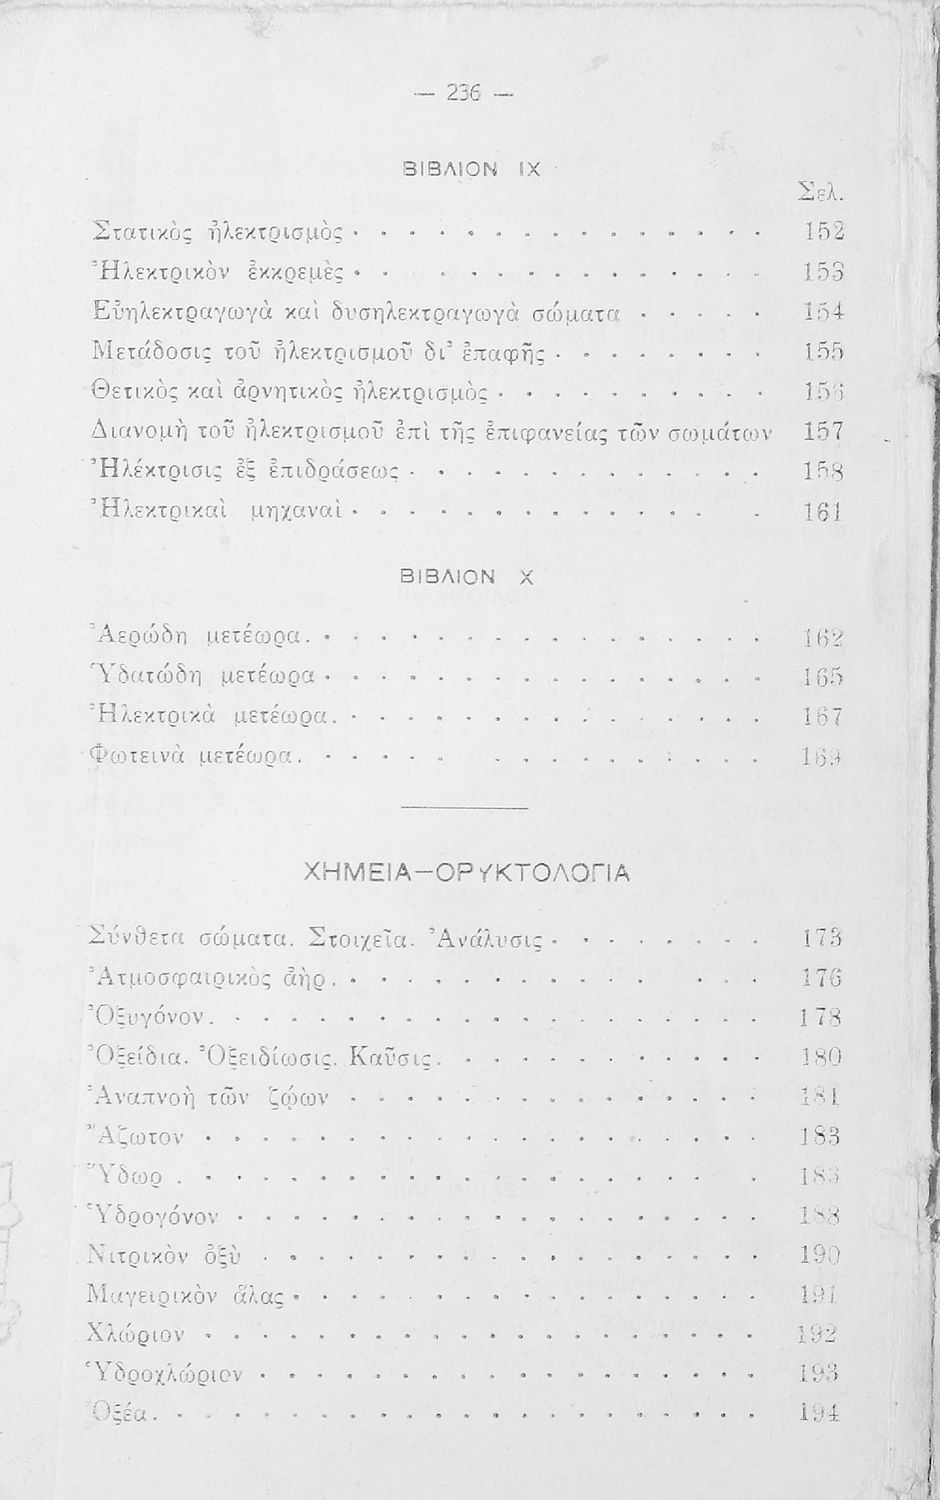 — 236 —
ΒΙΒΛΙΟΝ IX
Σελ.
Στατικὸς ἠλεκτρισμὸς . . . . . . . . . . . . . . . 152
Ἠλεκτρικὸν ἐκκρεμὲς . . . . . . . . . . . . . 153
Εὐηλεκτραγωγὰ καὶ δυσηλεκτραγωγὰ σώματα . . . . . 154
Μετάδοσις τοῦ ἠλεκτρισμοῦ δι᾿ ἐπαφῆς . . . . . . . . 155
Θετικὸς καὶ ἀρνητικὸς ἠλεκτρισμὸς . . . . . . . . . . 156
Διανομὴ τοῦ ἠλεκτρισμοῦ ἐπὶ τῆς ἐπιφανείας τῶν σωμάτων 157
Ἠλέκτρισις ἐξ ἐπιδράσεως . . . . . . . . . . . . . 158
Ἠλεκτρικαὶ μηχαναὶ . . . . . . . . . . . . . . 161
ΒΙΒΛΙΟΝ X
Ἀερώδη μετέωρα . . . . . . . . . . . . . . . . . 162
Ὑδατώδη μετέωρα . . . . . . . . . . . . . . . . 165
Ἠλεκτρικὰ μετέωρα . . . . . . . . . . . . . . . . 167
Φωτεινὰ μετέωρα . . . . . . . . . . . . . . . . 169
ΧΗΜΕΙΑ—ΟΡΥΚΤΟΛΟΓΙΑ
Σύνθετα σώματα. Στοιχεῖα. Ἀνάλυσις . . . . . . . . 173
Ἀτμοσφαιρικὸς ἀὴρ . . . . . . . . . . . . . . . 176
Ὀξυγόνον . . . . . . . . . . . . . . . . . . . . 178
Ὀξείδια. Ὀξειδίωσις. Καῦσις . . . . . . . . . . . . 180
Ἀναπνοὴ τῶν ζῴων . . . . . . . . . . . . . . . 181
Ἄζωτον . . . . . . . . . . . . . . . . . . . . 183
Ὕδωρ . . . . . . . . . . . . . . . . . . . 183
Ὑδρογόνον . . . . . . . . . . . . . . . . . . . 188
Νιτρικὸν ὀξὺ . . . . . . . . . . . . . . . . . . 190
Μαγειρικὸν ἅλας . . . . . . . . . . . . . . . . 191
Χλώριον . . . . . . . . . . . . . . . . . . . . 192
Ὑδροχλώριον . . . . . . . . . . . . . . . . . . 193
Ὀξέα . . . . . . . . . . . . . . . . . . . . . 194